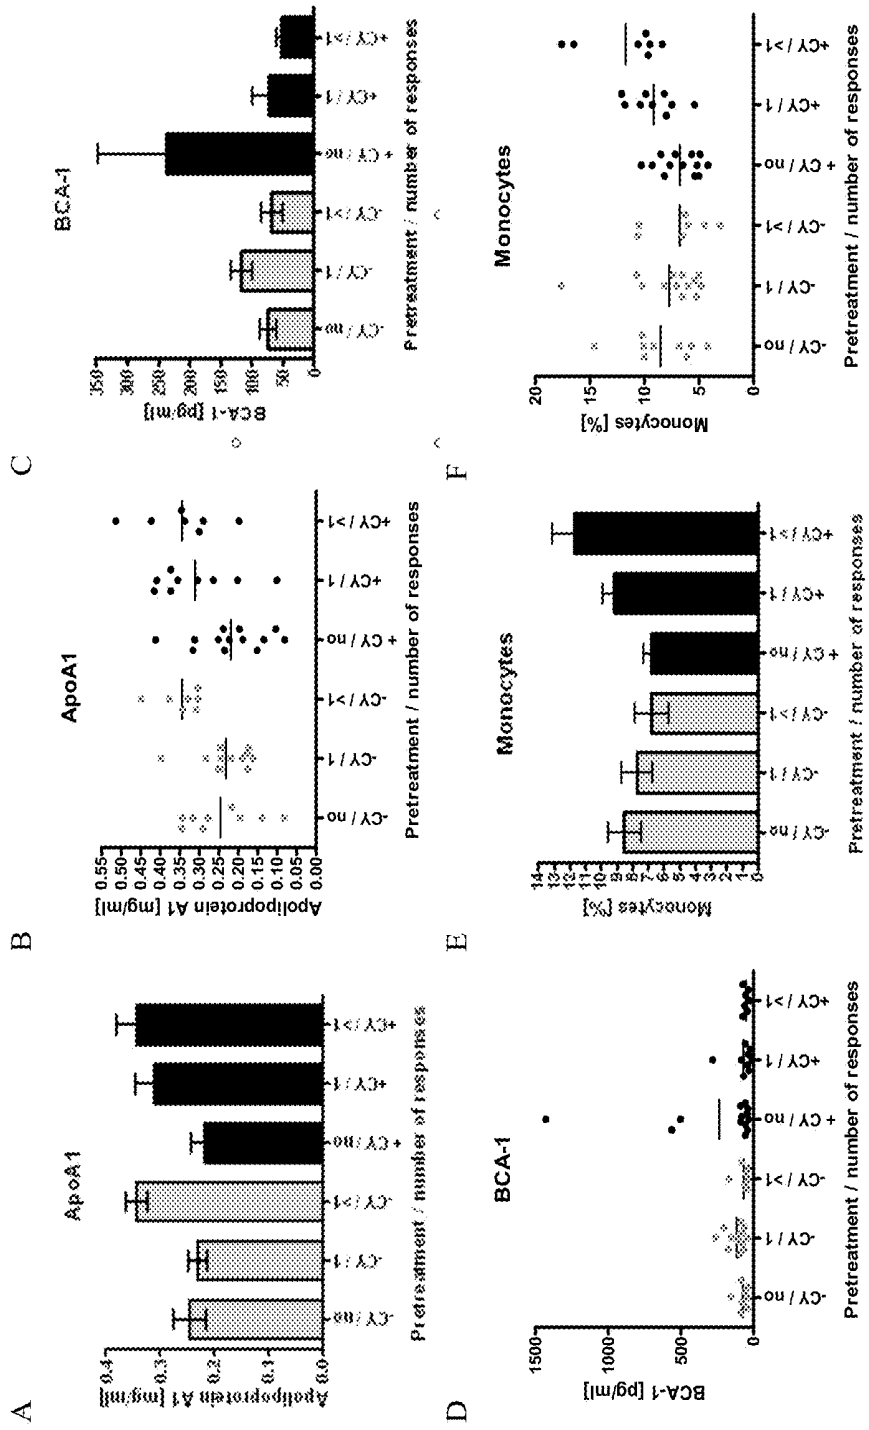 A
ApoA1
Apolipoprotein A1 [mg/ml]
0.4
0.3
0.2
0.1
0.0
-CY / no
-CY / 1
-CY / >1
+ CY / no
+CY / 1
+CY / >1
Pretreatment / number of responses
B
ApoA1
Apolipoprotein A1 [mg/ml]
0.55
0.50
0.45
0.40
0.35
0.30
0.25
0.20
0.15
0.10
0.05
0.00
-CY / no
-CY / 1
-CY / >1
+ CY / no
+CY / 1
+CY / >1
Pretreatment / number of responses
C
BCA-1
BCA-1 [pg/ml]
350
300
250
200
150
100
50
0
-CY / no
-CY / 1
-CY / >1
+ CY / no
+CY / 1
+CY / >1
Pretreatment / number of responses
D
BCA-1
BCA-1 [pg/ml]
1500
1000
500
0
-CY / no
-CY / 1
-CY / >1
+ CY / no
+CY / 1
+CY / >1
Pretreatment / number of responses
E
Monocytes
Monocytes [%]
14
13
12
11
10
9
8
7
6
5
4
3
2
1
0
-CY / no
-CY / 1
-CY / >1
+ CY / no
+CY / 1
+CY / >1
Pretreatment / number of responses
F
Monocytes
Monocytes [%]
20
15
10
5
0
-CY / no
-CY / 1
-CY / >1
+ CY / no
+CY / 1
+CY / >1
Pretreatment / number of responses